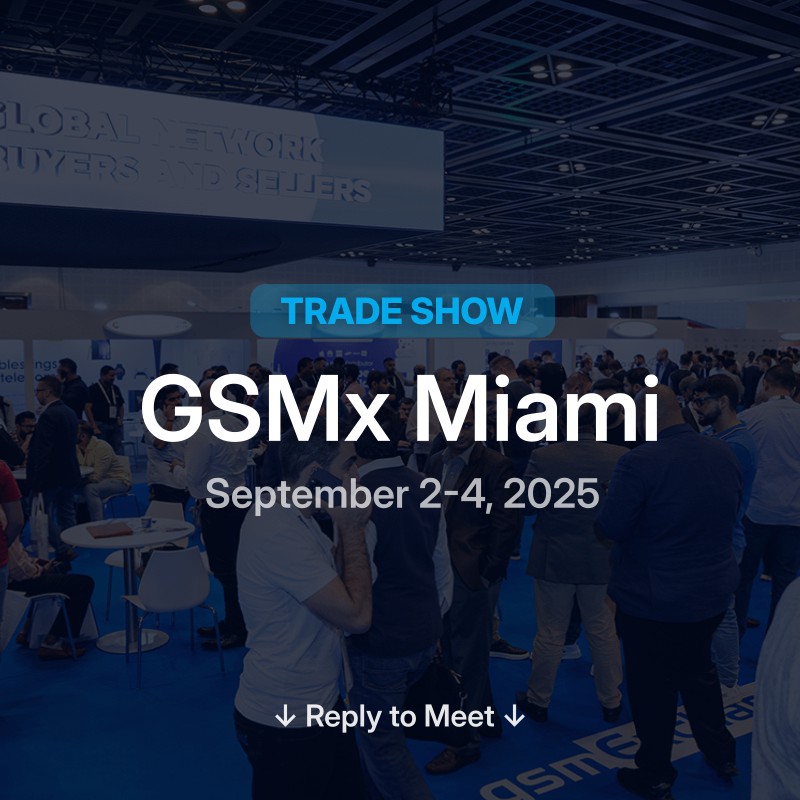 GLOBAL NETWORK
BUYERS AND SELLERS
TRADE SHOW
GSMx Miami
September 2-4, 2025
↓ Reply to Meet ↓